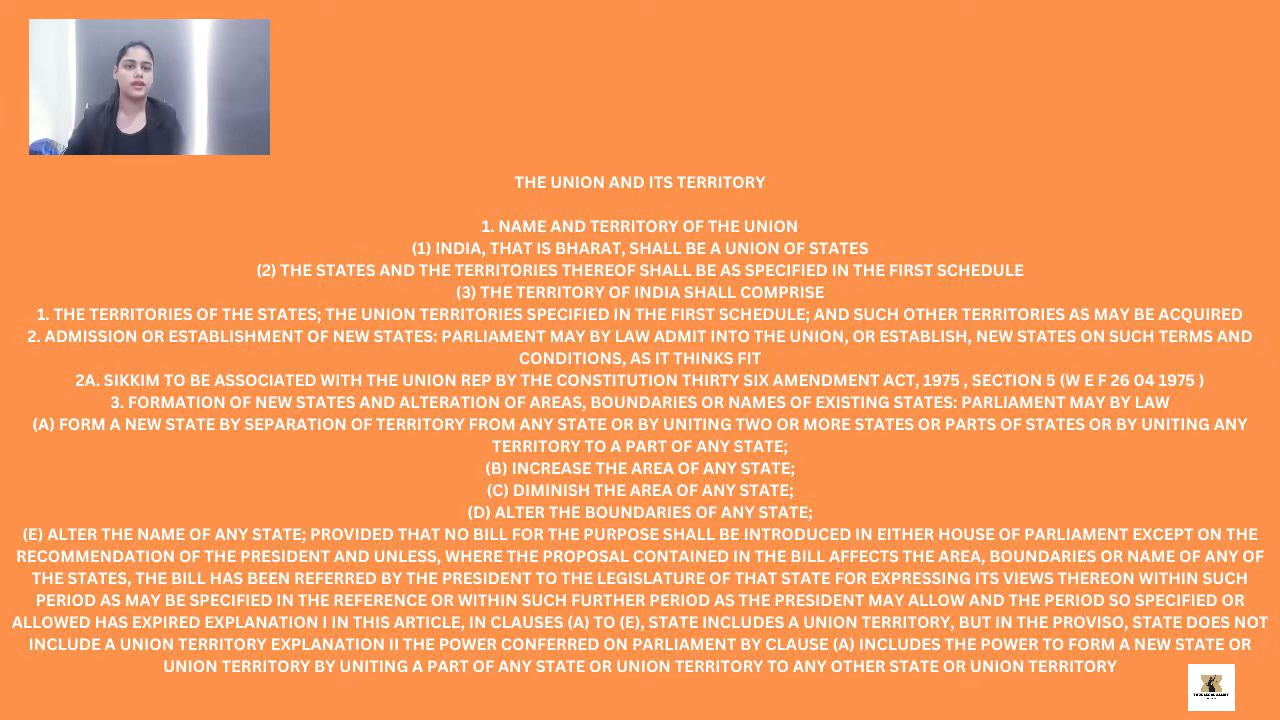 THE UNION AND ITS TERRITORY
1. NAME AND TERRITORY OF THE UNION
(1) INDIA, THAT IS BHARAT, SHALL BE A UNION OF STATES
(2) THE STATES AND THE TERRITORIES THEREOF SHALL BE AS SPECIFIED IN THE FIRST SCHEDULE
(3) THE TERRITORY OF INDIA SHALL COMPRISE
1. THE TERRITORIES OF THE STATES; THE UNION TERRITORIES SPECIFIED IN THE FIRST SCHEDULE; AND SUCH OTHER TERRITORIES AS MAY BE ACQUIRED
2. ADMISSION OR ESTABLISHMENT OF NEW STATES: PARLIAMENT MAY BY LAW ADMIT INTO THE UNION, OR ESTABLISH, NEW STATES ON SUCH TERMS AND
CONDITIONS, AS IT THINKS FIT
2A. SIKKIM TO BE ASSOCIATED WITH THE UNION REP BY THE CONSTITUTION THIRTY SIX AMENDMENT ACT, 1975 , SECTION 5 (W E F 26 04 1975 )
3. FORMATION OF NEW STATES AND ALTERATION OF AREAS, BOUNDARIES OR NAMES OF EXISTING STATES: PARLIAMENT MAY BY LAW
(A) FORM A NEW STATE BY SEPARATION OF TERRITORY FROM ANY STATE OR BY UNITING TWO OR MORE STATES OR PARTS OF STATES OR BY UNITING ANY
TERRITORY TO A PART OF ANY STATE;
(B) INCREASE THE AREA OF ANY STATE;
(C) DIMINISH THE AREA OF ANY STATE;
(D) ALTER THE BOUNDARIES OF ANY STATE;
(E) ALTER THE NAME OF ANY STATE; PROVIDED THAT NO BILL FOR THE PURPOSE SHALL BE INTRODUCED IN EITHER HOUSE OF PARLIAMENT EXCEPT ON THE
RECOMMENDATION OF THE PRESIDENT AND UNLESS, WHERE THE PROPOSAL CONTAINED IN THE BILL AFFECTS THE AREA, BOUNDARIES OR NAME OF ANY OF
THE STATES, THE BILL HAS BEEN REFERRED BY THE PRESIDENT TO THE LEGISLATURE OF THAT STATE FOR EXPRESSING ITS VIEWS THEREON WITHIN SUCH
PERIOD AS MAY BE SPECIFIED IN THE REFERENCE OR WITHIN SUCH FURTHER PERIOD AS THE PRESIDENT MAY ALLOW AND THE PERIOD SO SPECIFIED OR
ALLOWED HAS EXPIRED EXPLANATION I IN THIS ARTICLE, IN CLAUSES (A) TO (E), STATE INCLUDES A UNION TERRITORY, BUT IN THE PROVISO, STATE DOES NOT
INCLUDE A UNION TERRITORY EXPLANATION II THE POWER CONFERRED ON PARLIAMENT BY CLAUSE (A) INCLUDES THE POWER TO FORM A NEW STATE OR
UNION TERRITORY BY UNITING A PART OF ANY STATE OR UNION TERRITORY TO ANY OTHER STATE OR UNION TERRITORY